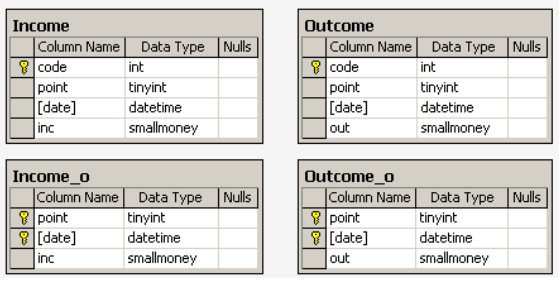 Income
Column Name Data Type Nulls
code int
point tinyint
[date] datetime
inc smallmoney
Outcome
Column Name Data Type Nulls
code int
point tinyint
[date] datetime
out smallmoney
Income_o
Column Name Data Type Nulls
point tinyint
[date] datetime
inc smallmoney
Outcome_o
Column Name Data Type Nulls
point tinyint
[date] datetime
out smallmoney